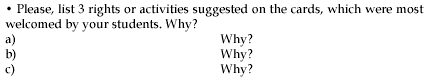 • Please, list 3 rights or activities suggested on the cards, which were most
welcomed by your students. Why?
a) Why?
b) Why?
c) Why?